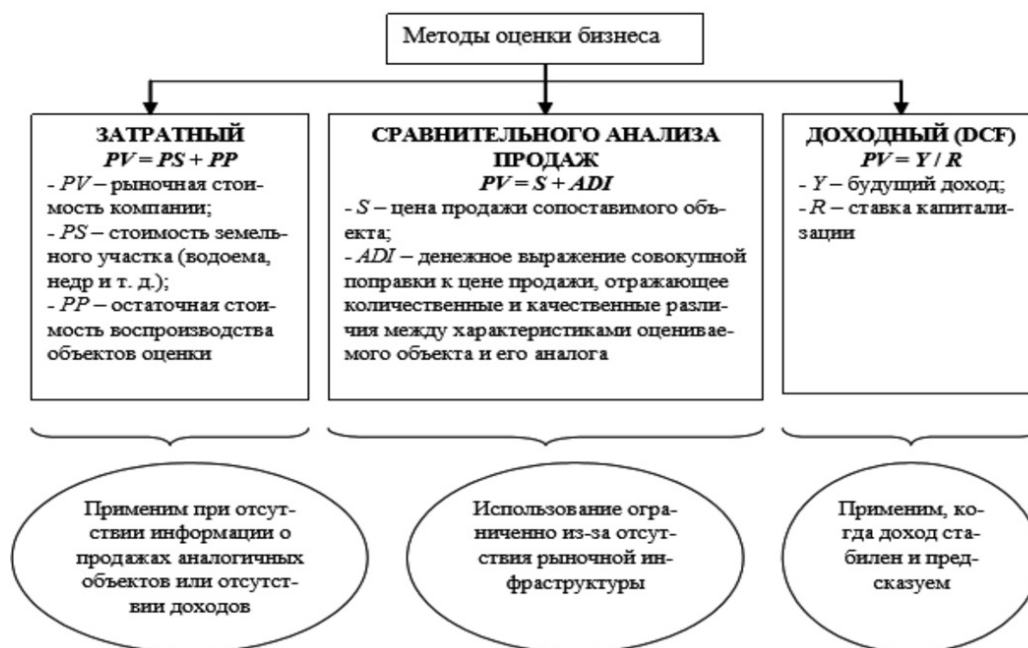 Методы оценки бизнеса
ЗАТРАТНЫЙ
PV = PS + PP
- PV – рыночная стои-
мость компании;
- PS – стоимость земель-
ного участка (водоема,
недр и т. д.);
- PP – остаточная стои-
мость воспроизводства
объектов оценки
СРАВНИТЕЛЬНОГО АНАЛИЗА
ПРОДАЖ
PV = S + ADI
- S – цена продажи сопоставимого объ-
екта;
- ADI – денежное выражение совокупной
поправки к цене продажи, отражающее
количественные и качественные разли-
чия между характеристиками оценивае-
мого объекта и его аналога
ДОХОДНЫЙ (DCF)
PV = Y / R
- Y – будущий доход;
- R – ставка капитали-
зации
Применим при отсут-
ствии информации о
продажах аналогичных
объектов или отсутст-
вии доходов
Использование огра-
ниченно из-за отсут-
ствия рыночной ин-
фраструктуры
Применим, ко-
гда доход ста-
билен и пред-
сказуем